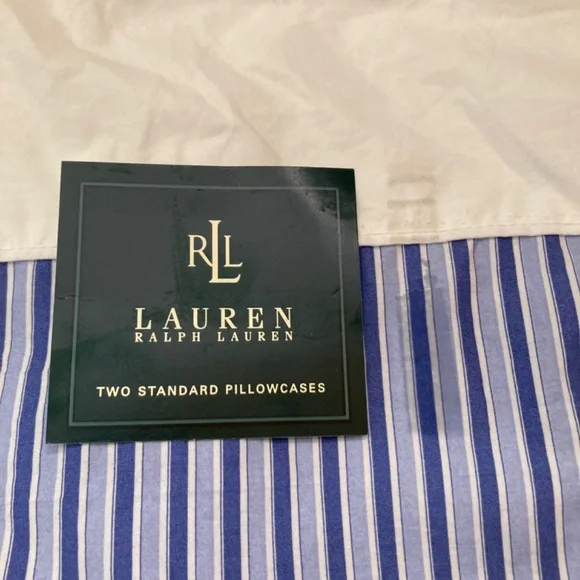 RLL
LAUREN
RALPH LAUREN
TWO STANDARD PILLOWCASES